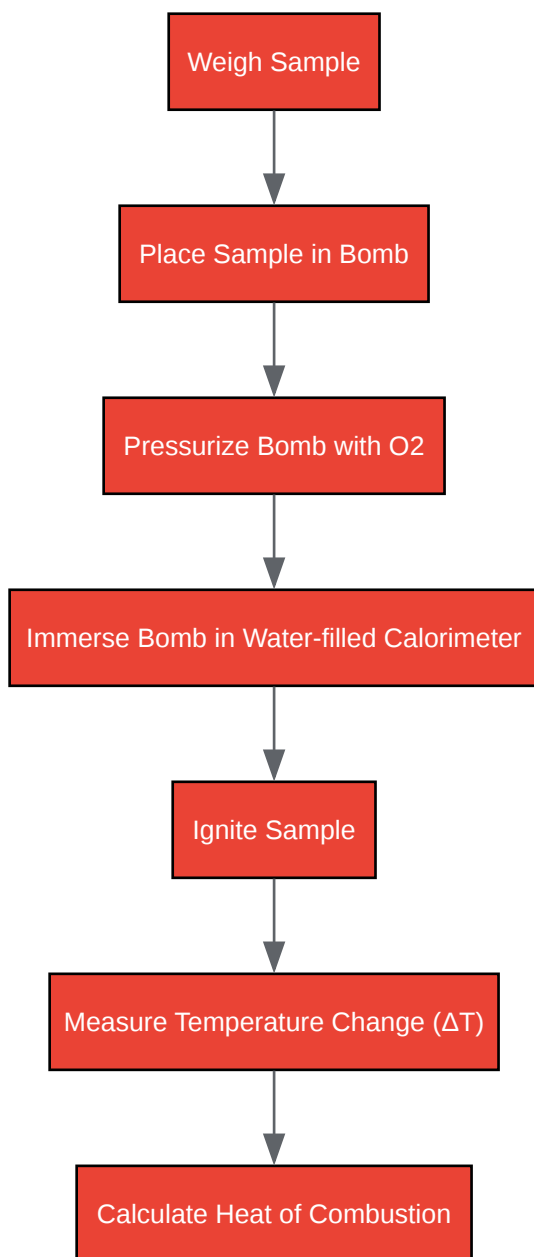 Weigh Sample
Place Sample in Bomb
Pressurize Bomb with O2
Immerse Bomb in Water-filled Calorimeter
Ignite Sample
Measure Temperature Change (ΔT)
Calculate Heat of Combustion